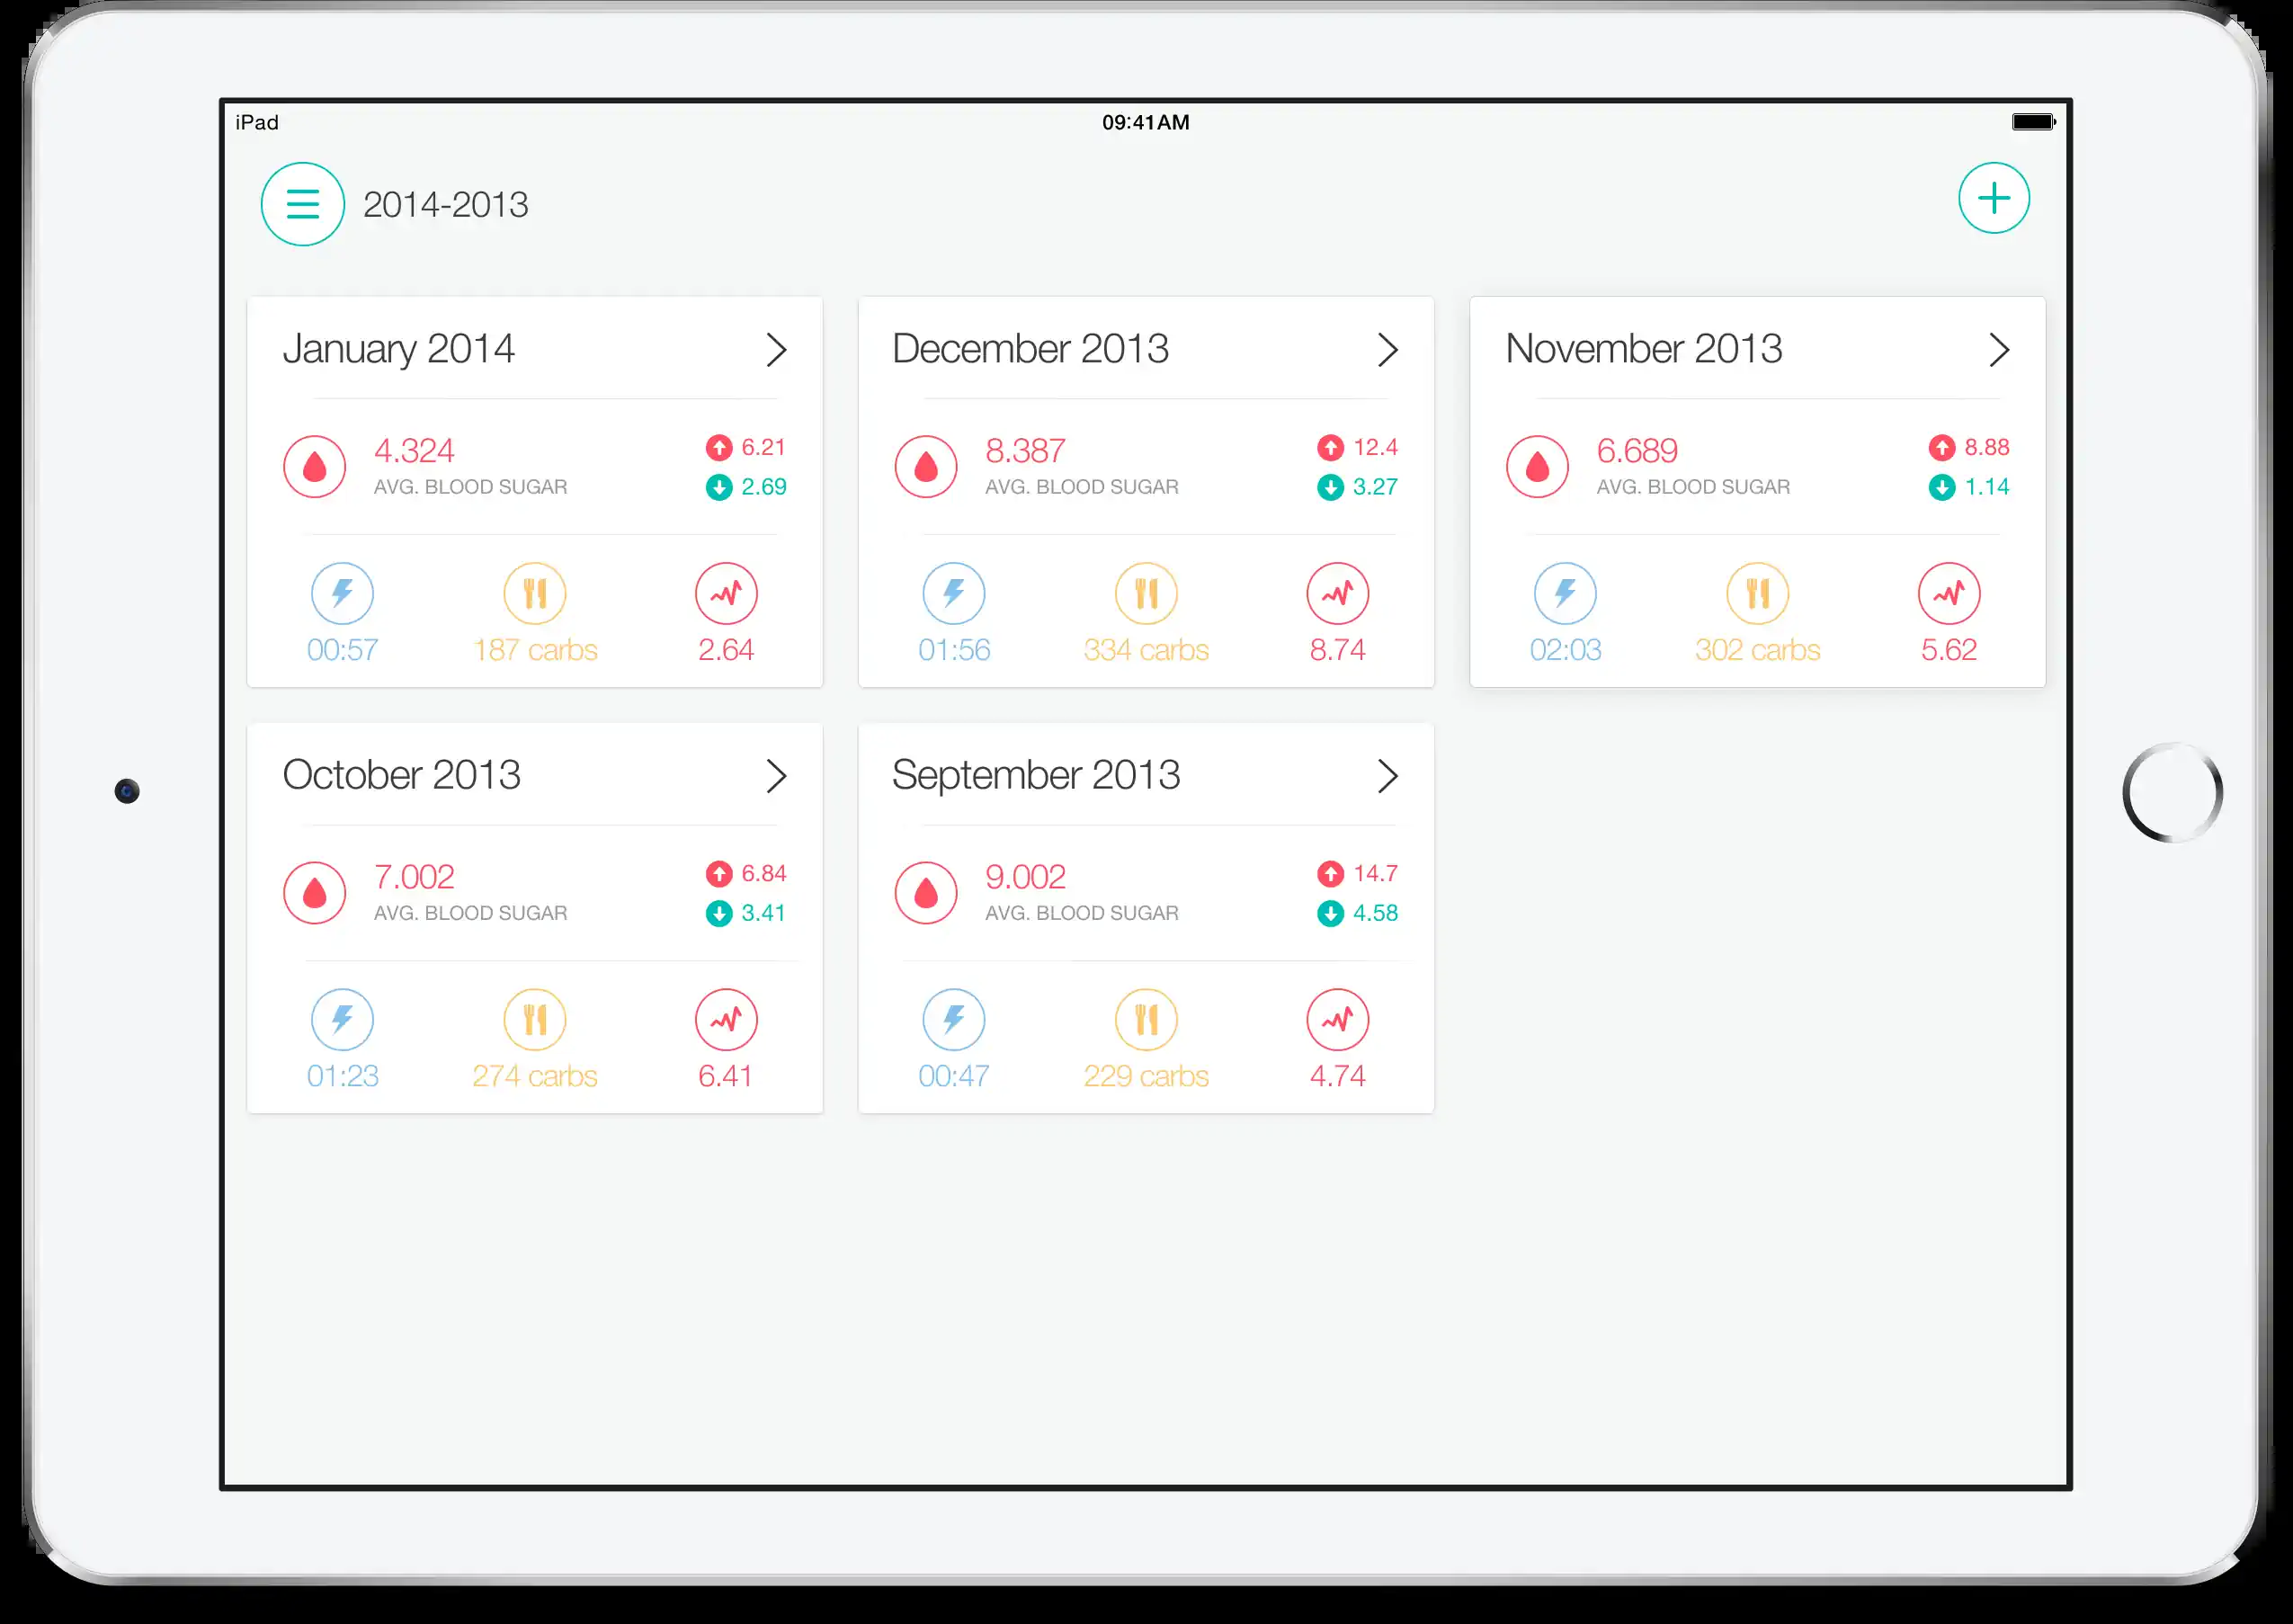 iPad
09:41AM
2014-2013
January 2014
4.324
AVG. BLOOD SUGAR
6.21
2.69
00:57
187 carbs
2.64
December 2013
8.387
AVG. BLOOD SUGAR
12.4
3.27
01:56
334 carbs
8.74
November 2013
6.689
AVG. BLOOD SUGAR
8.88
1.14
02:03
302 carbs
5.62
October 2013
7.002
AVG. BLOOD SUGAR
6.84
3.41
01:23
274 carbs
6.41
September 2013
9.002
AVG. BLOOD SUGAR
14.7
4.58
00:47
229 carbs
4.74